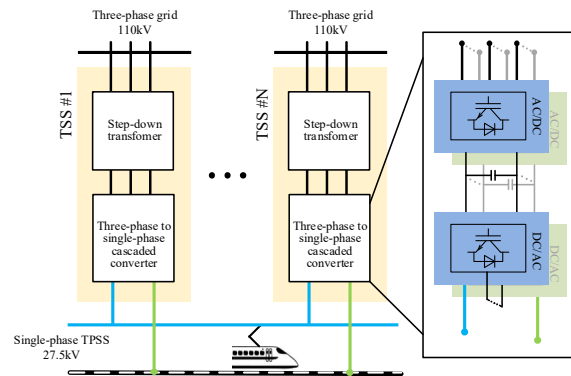 Three-phase grid
110kV
Three-phase grid
110kV
TSS #1
Step-down
transfomer
Three-phase to
single-phase
cascaded
converter
TSS #N
Step-down
transfomer
Three-phase to
single-phase
cascaded
converter
AC/DC
AC/DC
DC/AC
DC/AC
Single-phase TPSS
27.5kV